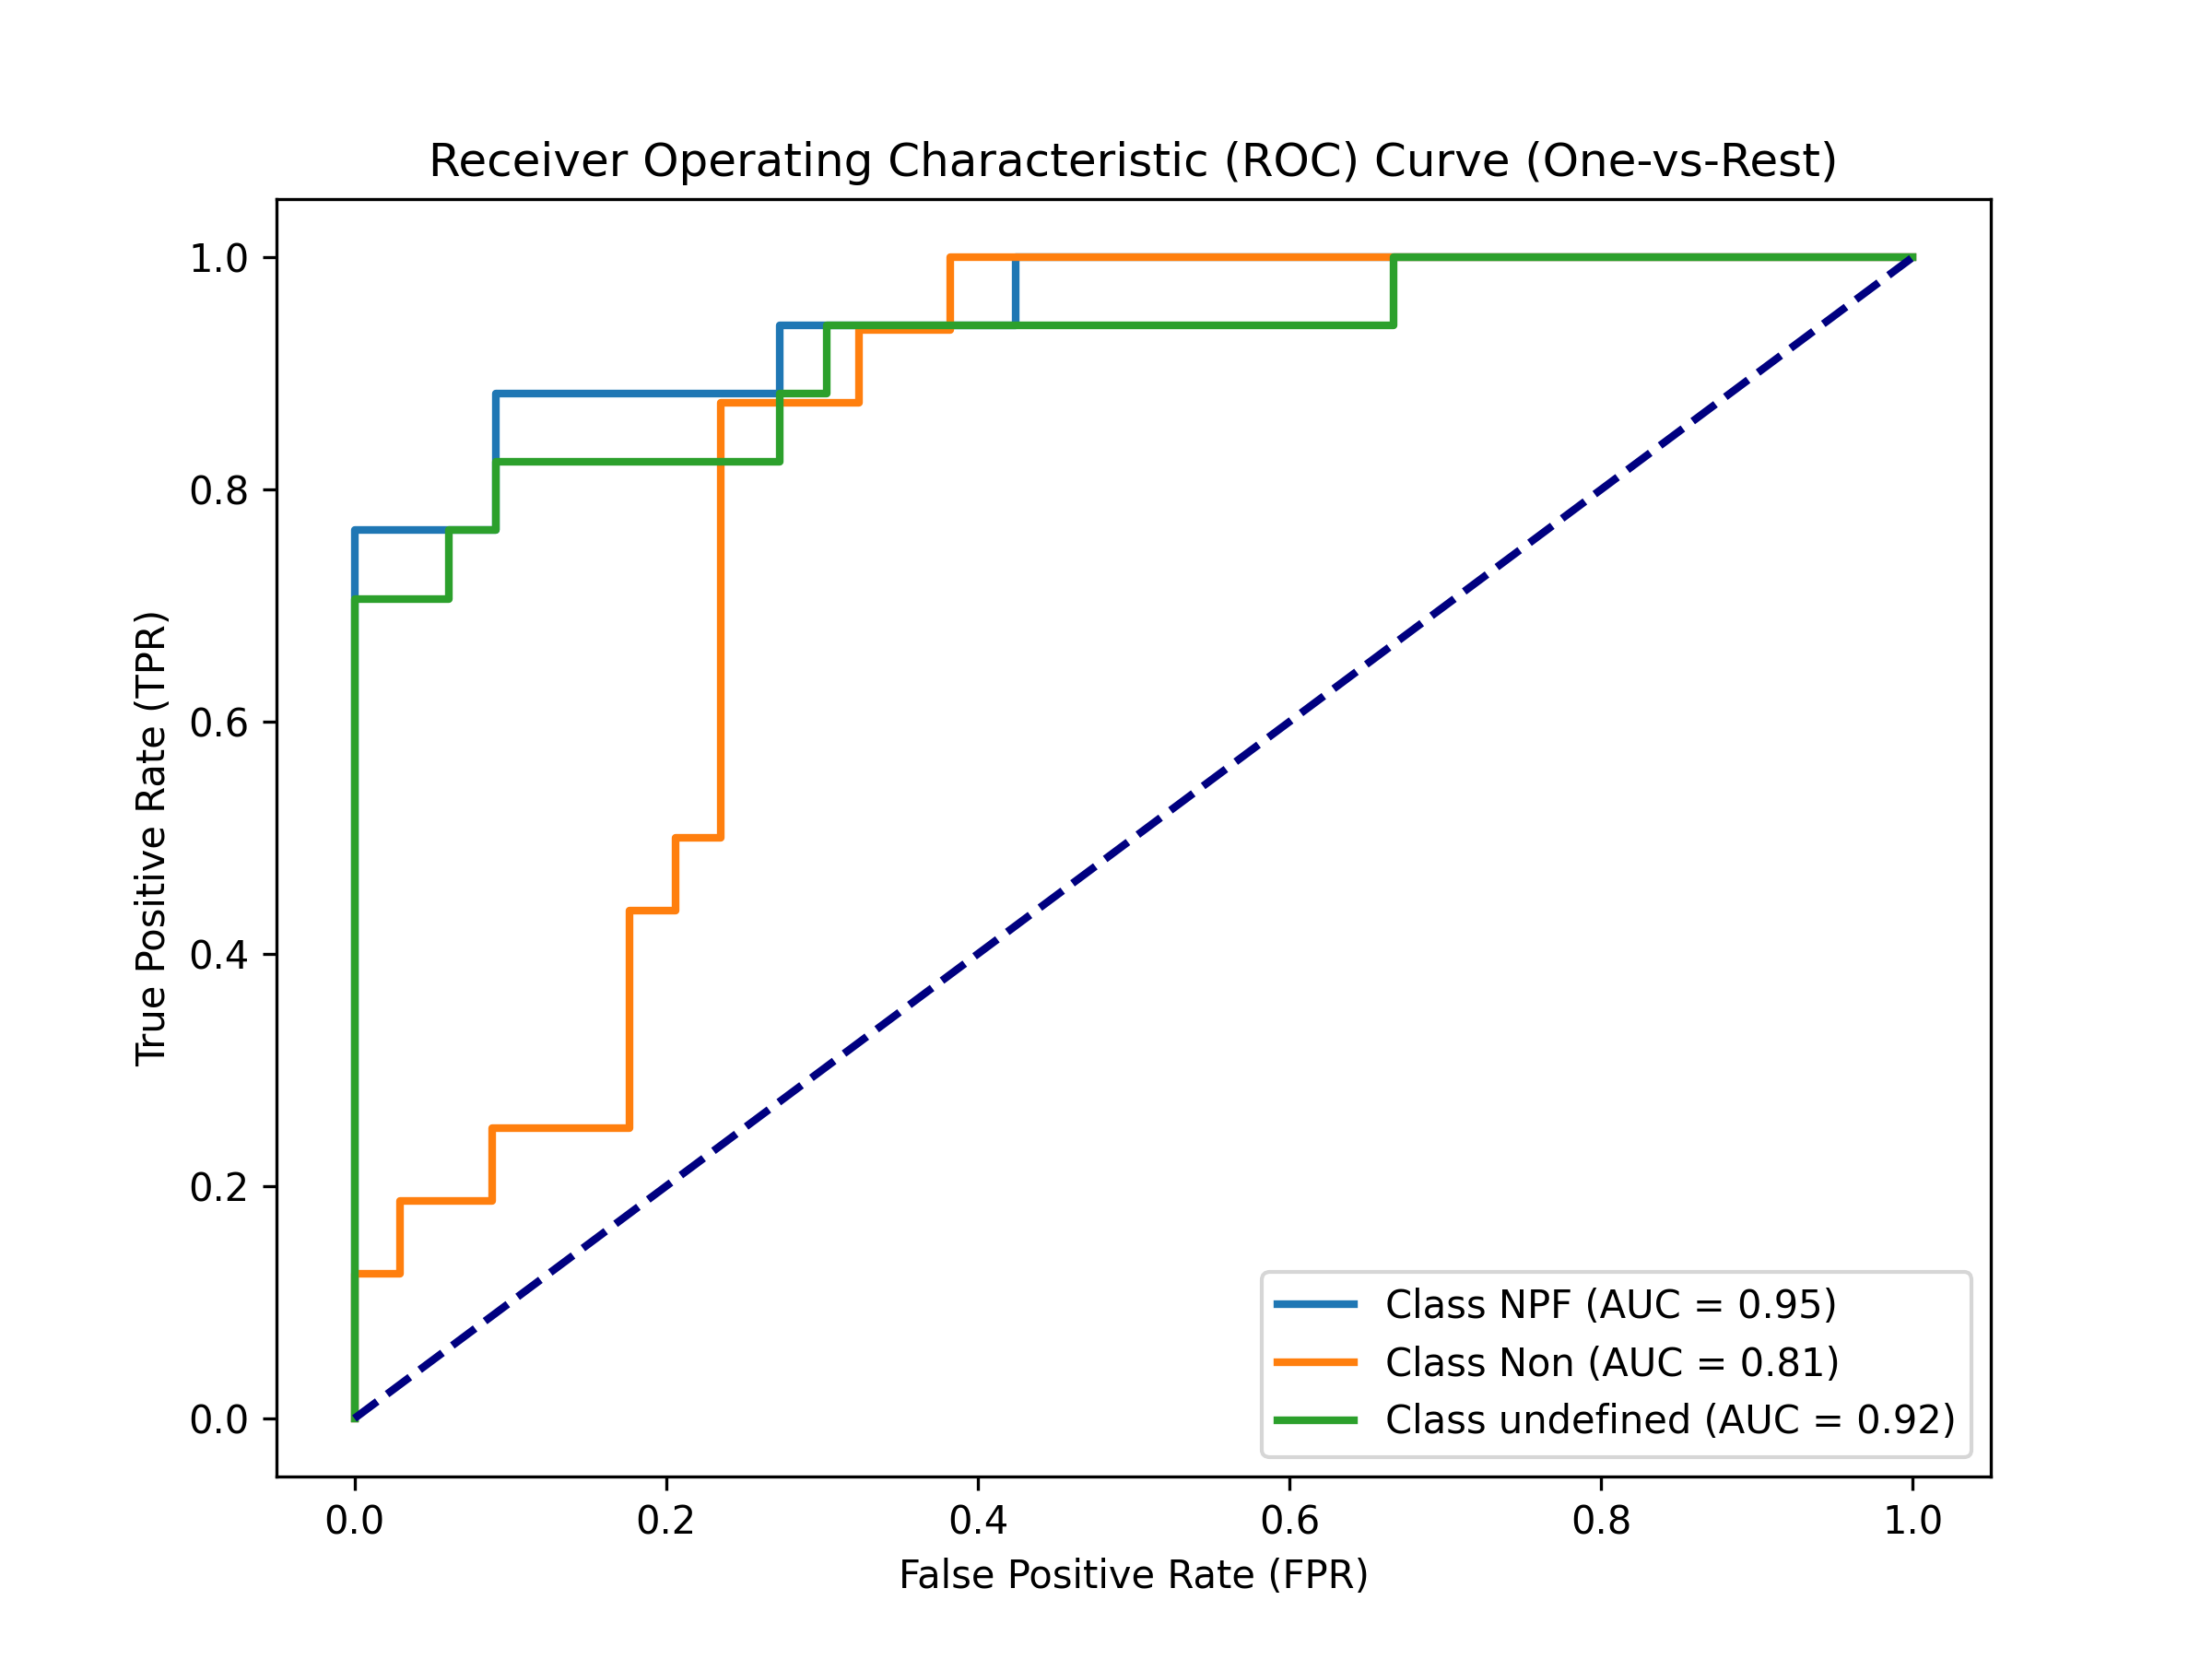 Receiver Operating Characteristic (ROC) Curve (One-vs-Rest)
True Positive Rate (TPR)
1.0
0.8
0.6
0.4
0.2
0.0
Class NPF (AUC = 0.95)
Class Non (AUC = 0.81)
Class undefined (AUC = 0.92)
0.0 0.2 0.4 0.6 0.8 1.0
False Positive Rate (FPR)